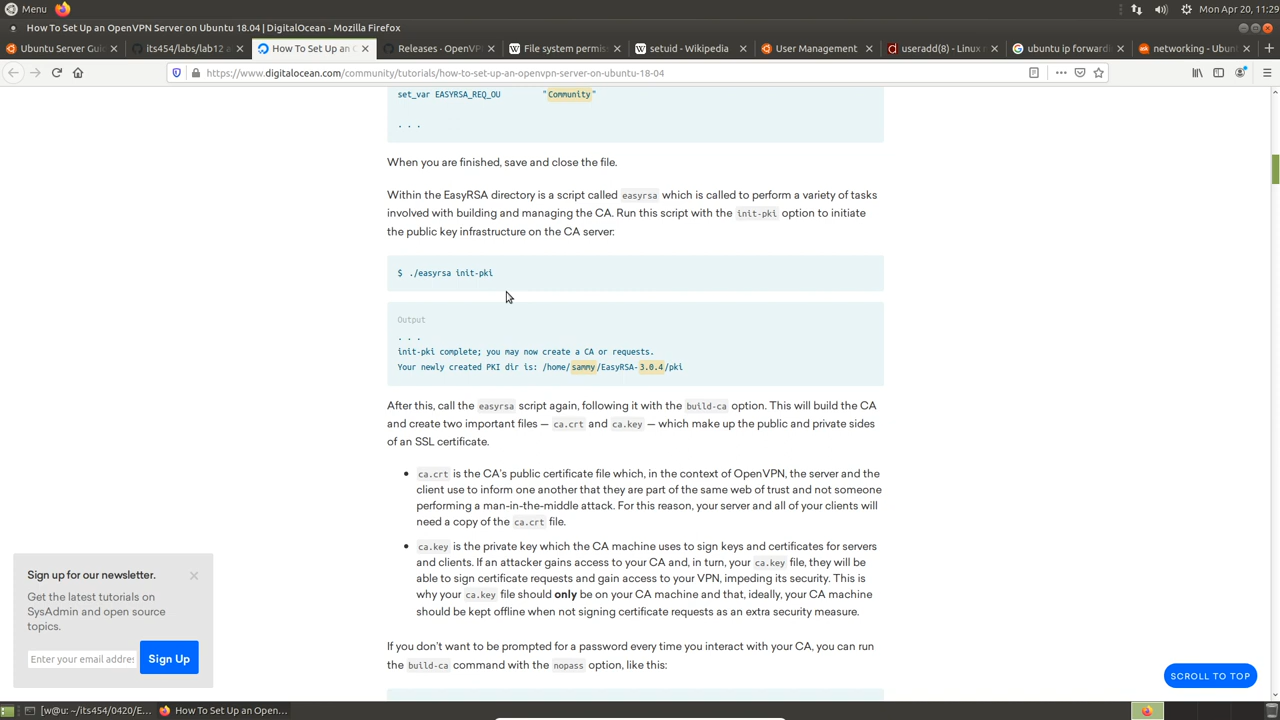 Menu
Mon Apr 20, 11:29
How To Set Up an OpenVPN Server on Ubuntu 18.04 | DigitalOcean - Mozilla Firefox
Ubuntu Server Guid
its454/labs/lab12 a
How To Set Up an O
Releases - OpenVP
File system permis
setuid - Wikipedia
User Management
useradd(8) - Linux m
ubuntu ip forwardi
networking - Ubunt
https://www.digitalocean.com/community/tutorials/how-to-set-up-an-openvpn-server-on-ubuntu-18-04
set_var EASYRSA_REQ_OU "Community"
. . .
When you are finished, save and close the file.
Within the EasyRSA directory is a script called easyrsa which is called to perform a variety of tasks
involved with building and managing the CA. Run this script with the init-pki option to initiate
the public key infrastructure on the CA server:
$ ./easyrsa init-pki
Output
. . .
init-pki complete; you may now create a CA or requests.
Your newly created PKI dir is: /home/sammy/EasyRSA-3.0.4/pki
After this, call the easyrsa script again, following it with the build-ca option. This will build the CA
and create two important files — ca.crt and ca.key — which make up the public and private sides
of an SSL certificate.
• ca.crt is the CA's public certificate file which, in the context of OpenVPN, the server and the
client use to inform one another that they are part of the same web of trust and not someone
performing a man-in-the-middle attack. For this reason, your server and all of your clients will
need a copy of the ca.crt file.
• ca.key is the private key which the CA machine uses to sign keys and certificates for servers
and clients. If an attacker gains access to your CA and, in turn, your ca.key file, they will be
able to sign certificate requests and gain access to your VPN, impeding its security. This is
why your ca.key file should only be on your CA machine and that, ideally, your CA machine
should be kept offline when not signing certificate requests as an extra security measure.
If you don't want to be prompted for a password every time you interact with your CA, you can run
the build-ca command with the nopass option, like this:
Sign up for our newsletter.
Get the latest tutorials on
SysAdmin and open source
topics.
Enter your email addres
Sign Up
SCROLL TO TOP
[w@u: ~/its454/0420/E...
How To Set Up an Open...